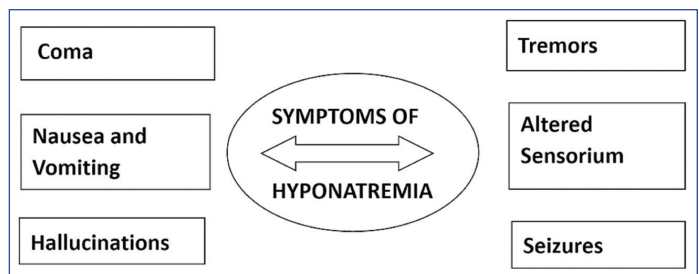 Coma
Nausea and
Vomiting
Hallucinations
SYMPTOMS OF
HYPONATREMIA
Tremors
Altered
Sensorium
Seizures